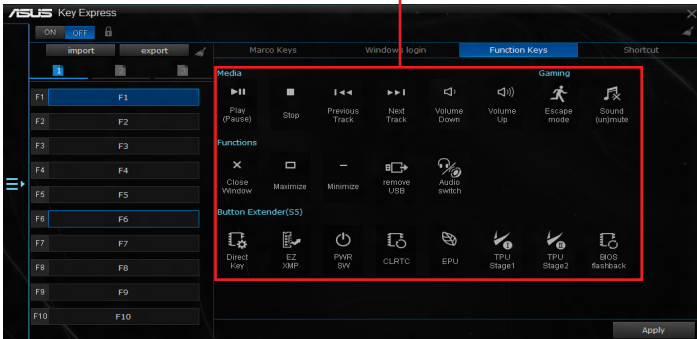 ASUS Key Express
ON OFF
import export
Marco Keys Windows login Function Keys Shortcut
1 2 3
Media Gaming
Play (Pause) Stop Previous Track Next Track Volume Down Volume Up Escape mode Sound (un)mute
Functions
Close Window Maximize Minimize remove USB Audio switch
Button Extender(S5)
Direct Key EZ XMP PWR SW CLRTC EPU TPU Stage1 TPU Stage2 BIOS flashback
F1 F1
F2 F2
F3 F3
F4 F4
F5 F5
F6 F6
F7 F7
F8 F8
F9 F9
F10 F10
Apply